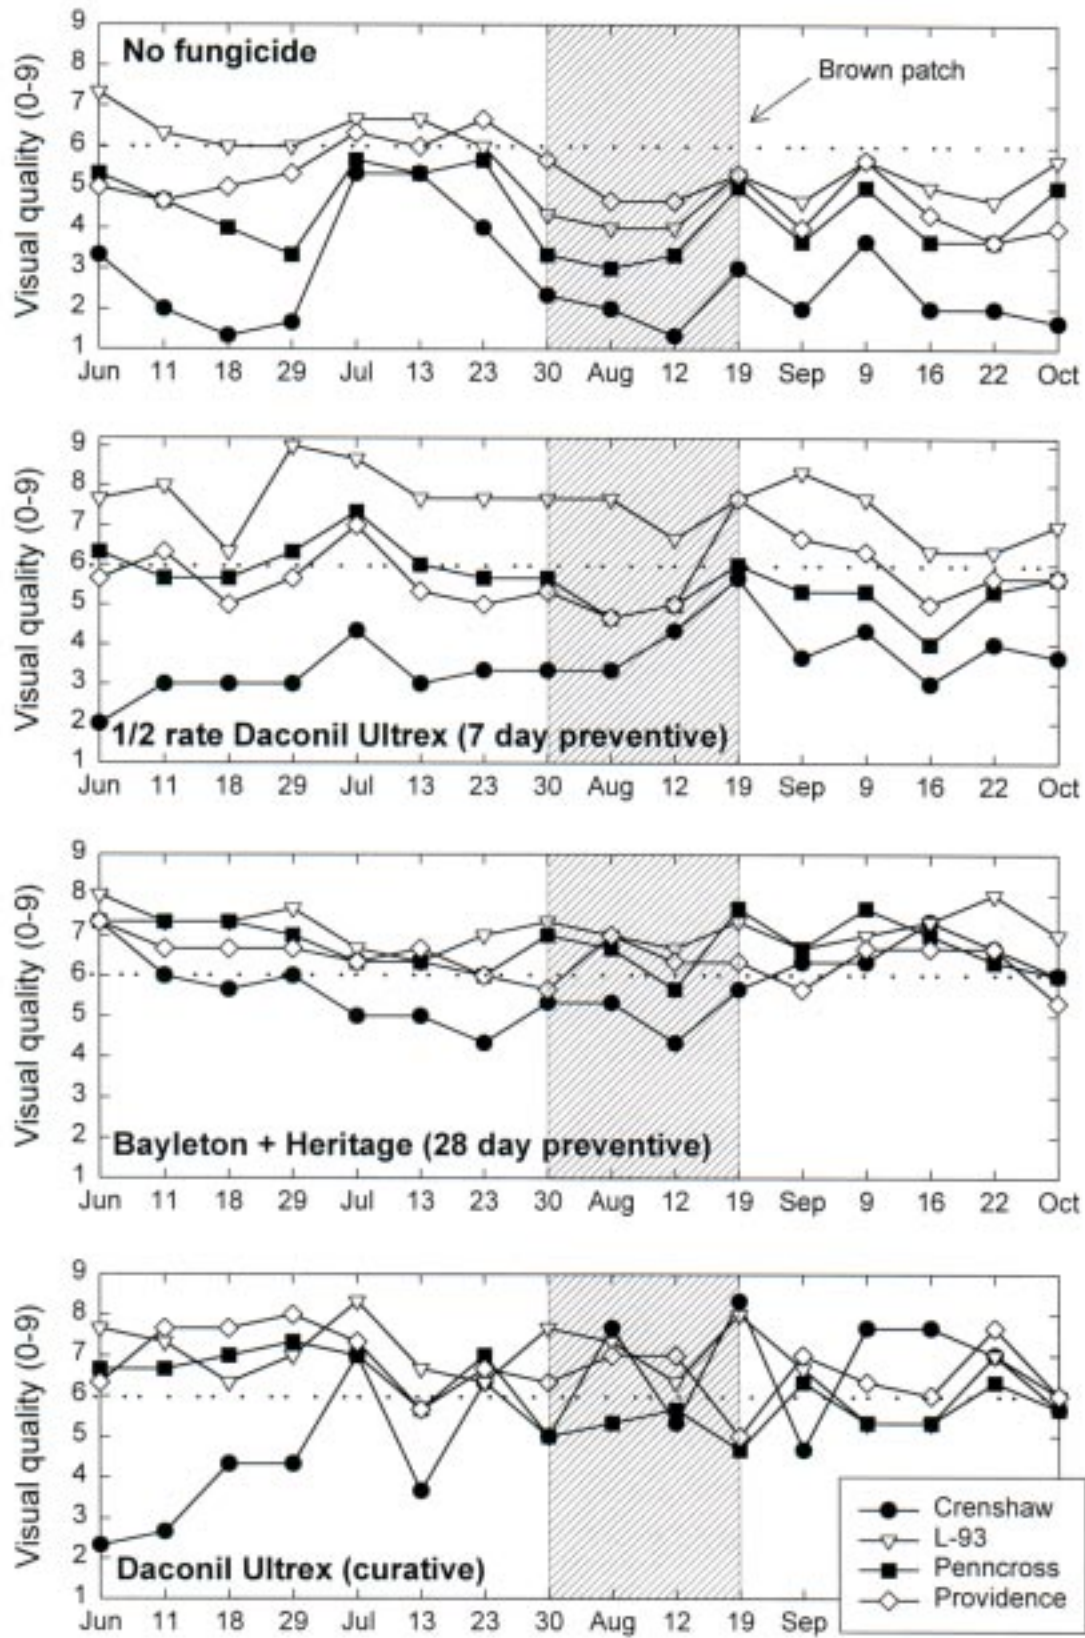 No fungicide
Brown patch
Visual quality (0-9)
9
8
7
6
5
4
3
2
1
Jun 11 18 29 Jul 13 23 30 Aug 12 19 Sep 9 16 22 Oct
Visual quality (0-9)
9
8
7
6
5
4
3
2
1
1/2 rate Daconil Ultrex (7 day preventive)
Jun 11 18 29 Jul 13 23 30 Aug 12 19 Sep 9 16 22 Oct
Visual quality (0-9)
9
8
7
6
5
4
3
2
1
Bayleton + Heritage (28 day preventive)
Jun 11 18 29 Jul 13 23 30 Aug 12 19 Sep 9 16 22 Oct
Visual quality (0-9)
9
8
7
6
5
4
3
2
1
Daconil Ultrex (curative)
Jun 11 18 29 Jul 13 23 30 Aug 12 19 Sep
Crenshaw
L-93
Penncross
Providence